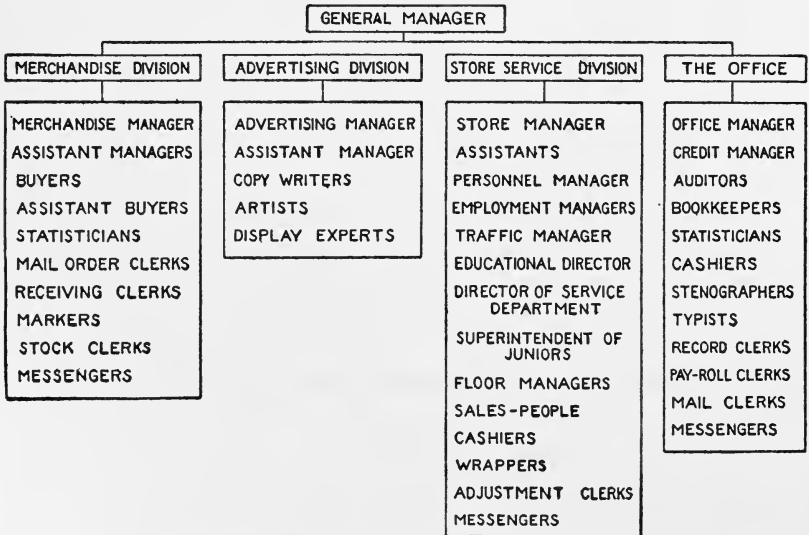 GENERAL MANAGER
MERCHANDISE DIVISION
MERCHANDISE MANAGER
ASSISTANT MANAGERS
BUYERS
ASSISTANT BUYERS
STATISTICIANS
MAIL ORDER CLERKS
RECEIVING CLERKS
MARKERS
STOCK CLERKS
MESSENGERS
ADVERTISING DIVISION
ADVERTISING MANAGER
ASSISTANT MANAGER
COPY WRITERS
ARTISTS
DISPLAY EXPERTS
STORE SERVICE DIVISION
STORE MANAGER
ASSISTANTS
PERSONNEL MANAGER
EMPLOYMENT MANAGERS
TRAFFIC MANAGER
EDUCATIONAL DIRECTOR
DIRECTOR OF SERVICE
DEPARTMENT
SUPERINTENDENT OF
JUNIORS
FLOOR MANAGERS
SALES-PEOPLE
CASHIERS
WRAPPERS
ADJUSTMENT CLERKS
MESSENGERS
THE OFFICE
OFFICE MANAGER
CREDIT MANAGER
AUDITORS
BOOKKEEPERS
STATISTICIANS
CASHIERS
STENOGRAPHERS
TYPISTS
RECORD CLERKS
PAY-ROLL CLERKS
MAIL CLERKS
MESSENGERS